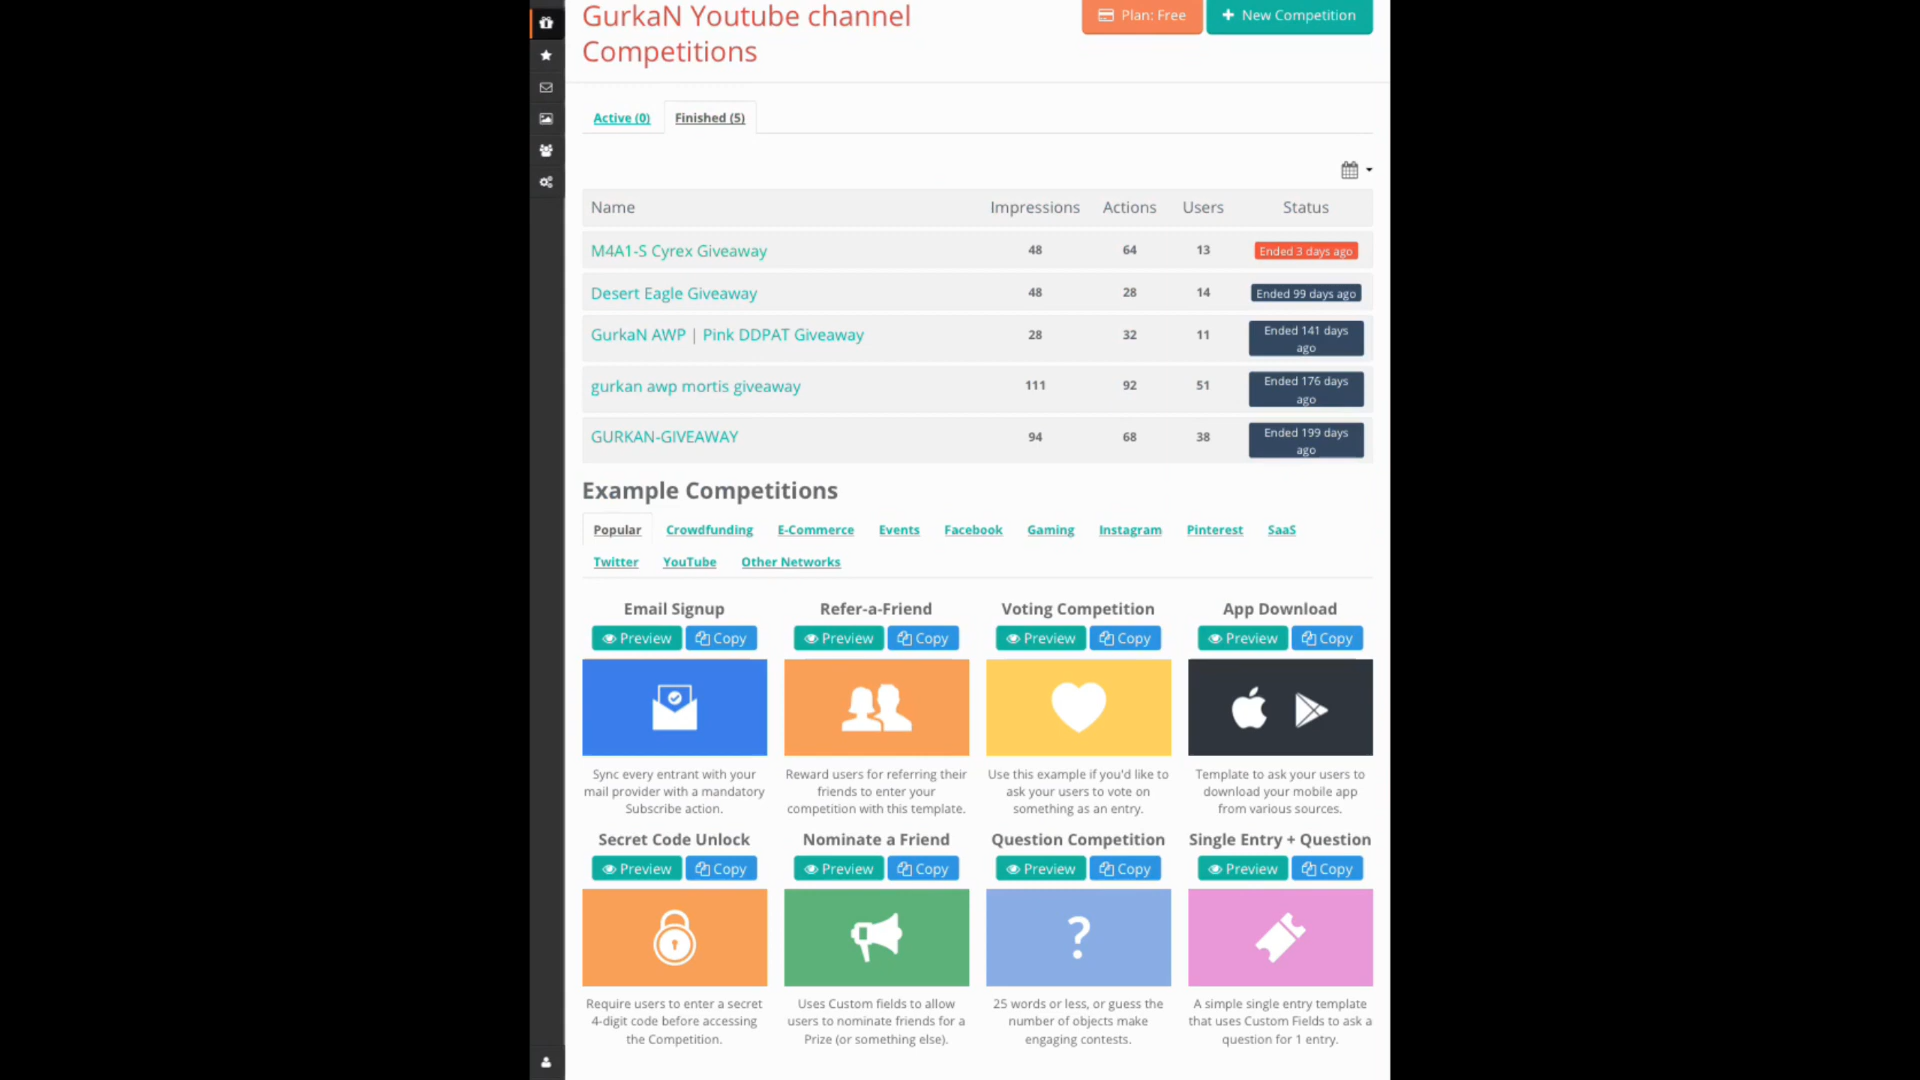 GurkaN Youtube channel
Competitions
Plan: Free
New Competition
Active (0)
Finished (5)
Name Impressions Actions Users Status
M4A1-S Cyrex Giveaway 48 64 13 Ended 3 days ago
Desert Eagle Giveaway 48 28 14 Ended 99 days ago
GurkaN AWP | Pink DDPAT Giveaway 28 32 11 Ended 141 days
ago
gurkan awp mortis giveaway 111 92 51 Ended 176 days
ago
GURKAN-GIVEAWAY 94 68 38 Ended 199 days
ago
Example Competitions
Popular Crowdfunding E-Commerce Events Facebook Gaming Instagram Pinterest SaaS
Twitter YouTube Other Networks
Email Signup
Preview Copy
Sync every entrant with your
mail provider with a mandatory
Subscribe action.
Refer-a-Friend
Preview Copy
Reward users for referring their
friends to enter your
competition with this template.
Voting Competition
Preview Copy
Use this example if you'd like to
ask your users to vote on
something as an entry.
App Download
Preview Copy
Template to ask your users to
download your mobile app
from various sources.
Secret Code Unlock
Preview Copy
Require users to enter a secret
4-digit code before accessing
the Competition.
Nominate a Friend
Preview Copy
Uses Custom fields to allow
users to nominate friends for a
Prize (or something else).
Question Competition
Preview Copy
?
25 words or less, or guess the
number of objects make
engaging contests.
Single Entry + Question
Preview Copy
A simple single entry template
that uses Custom Fields to ask a
question for 1 entry.